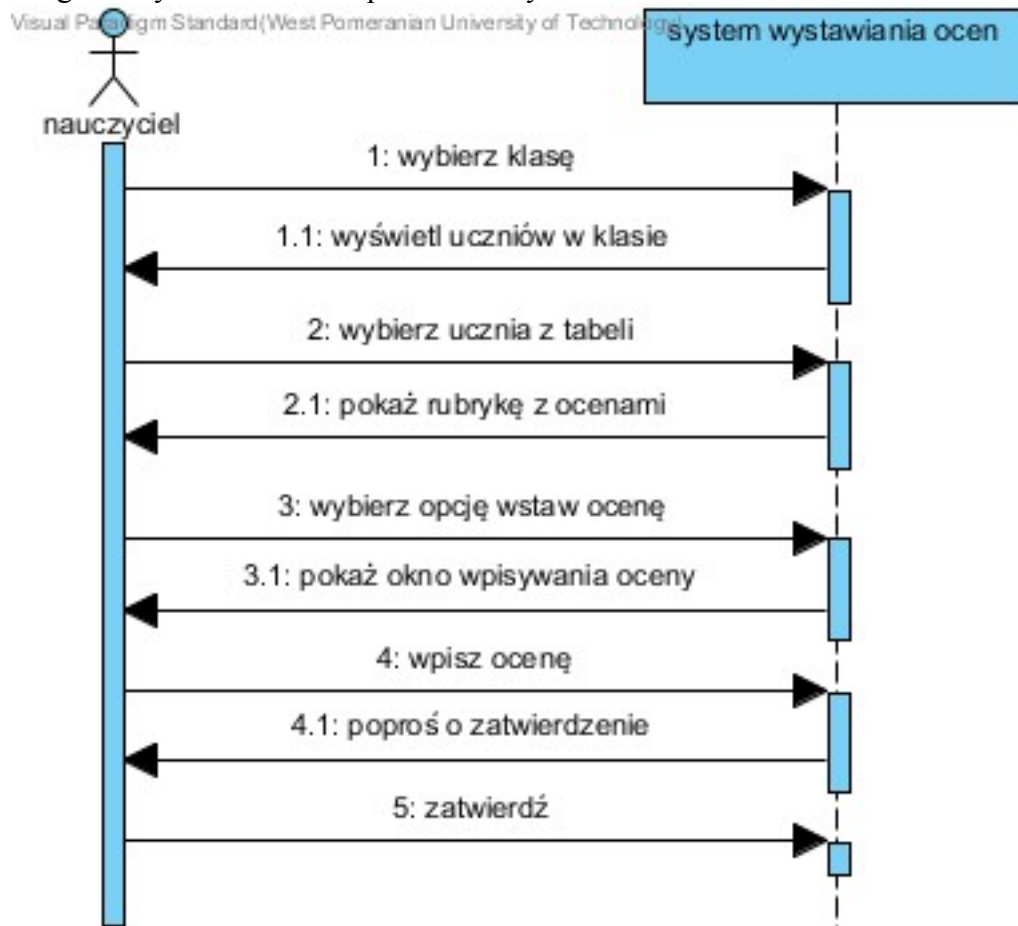 Visual Paradigm Standard(West Pomeranian University of Technology)
system wystawiania ocen
nauczyciel
1: wybierz klasę
1.1: wyświetl uczniów w klasie
2: wybierz ucznia z tabeli
2.1: pokaż rubrykę z ocenami
3: wybierz opcję wstaw ocenę
3.1: pokaż okno wpisywania oceny
4: wpisz ocenę
4.1: poproś o zatwierdzenie
5: zatwierdź